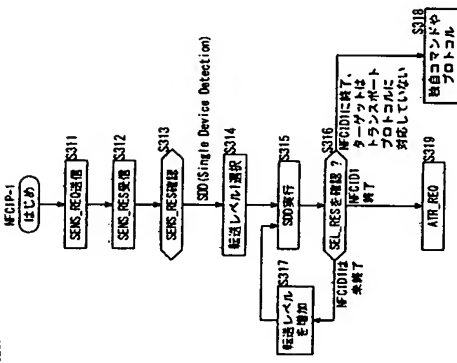 NFCIP-1
はじめ
S311
SENS_REQ送信
S312
SENS_RES受信
S313
SENS_RES確認
SDD(Single Device Detection)
S314
転送レベル1選択
S315
SDD実行
S316
SEL_RESを確認?
NFCID1は
未終了
S317
転送レベル
を増加
NFCID1
終了
NFCID1に終了、
ターゲットは
トランスポート
プロトコルに
対応していない
S318
独自コマンドや
プロトコル
S319
ATR_REQ